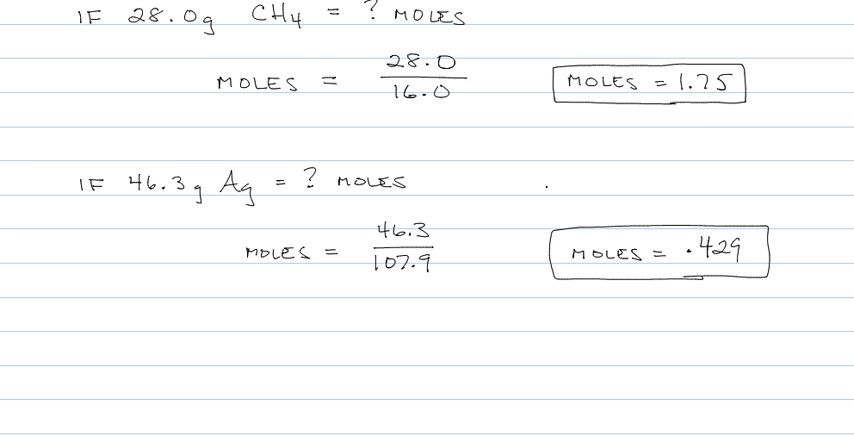 IF 28.0g CH4 = ? MOLES
MOLES = 28.0
16.0
MOLES = 1.75
IF 46.3g Ag = ? MOLES
MOLES = 46.3
107.9
MOLES = .429